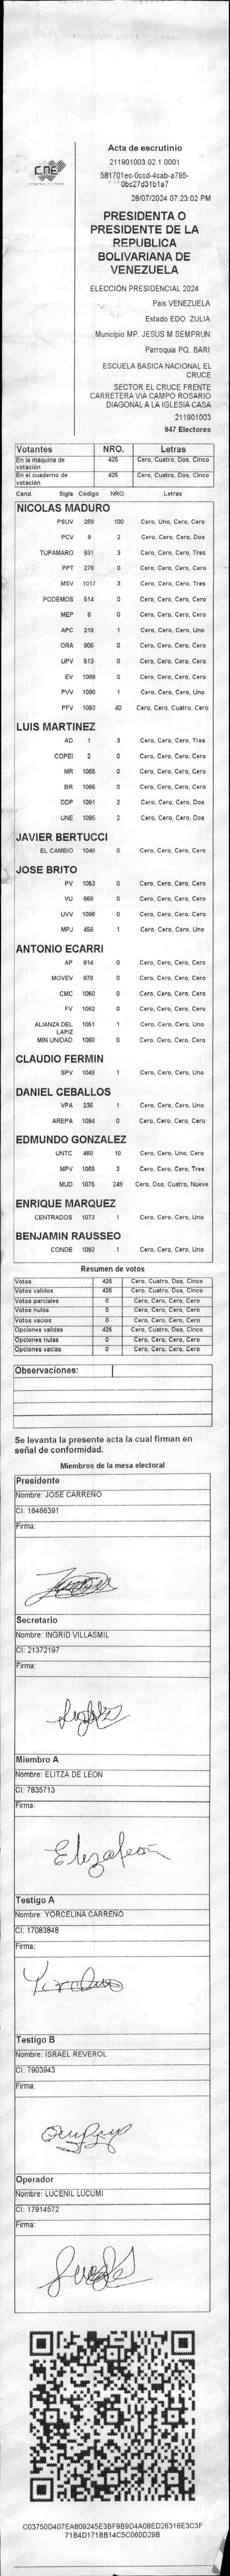 CNE
Acta de escrutinio
211901003.02.1.0001
581701ec-0ccd-4cab-a795-
0bc27d31b1a7
28/07/2024 07:23:02 PM
PRESIDENTA O
PRESIDENTE DE LA
REPUBLICA
BOLIVARIANA DE
VENEZUELA
ELECCIÓN PRESIDENCIAL 2024
Pais VENEZUELA
Estado EDO. ZULIA
Municipio MP. JESUS M SEMPRUN
Parroquia PQ. BARI
ESCUELA BASICA NACIONAL EL
CRUCE
SECTOR EL CRUCE FRENTE
CARRETERA VIA CAMPO ROSARIO
DIAGONAL A LA IGLESIA CASA
211901003
947 Electores
Votantes NRO. Letras
En la maquina de votación 425 Cero, Cuatro, Dos, Cinco
En el cuaderno de votación 425 Cero, Cuatro, Dos, Cinco
Cand. Sigla Código NRO. Letras
NICOLAS MADURO
PSUV 269 100 Cero, Uno, Cero, Cero
PCV 9 2 Cero, Cero, Cero, Dos
TUPAMARO 931 3 Cero, Cero, Cero, Tres
PPT 276 0 Cero, Cero, Cero, Cero
MSV 1017 3 Cero, Cero, Cero, Tres
PODEMOS 514 0 Cero, Cero, Cero, Cero
MEP 6 0 Cero, Cero, Cero, Cero
APC 219 1 Cero, Cero, Cero, Uno
ORA 906 0 Cero, Cero, Cero, Cero
UPV 513 0 Cero, Cero, Cero, Cero
EV 1089 0 Cero, Cero, Cero, Cero
PVV 1090 1 Cero, Cero, Cero, Uno
PFV 1093 40 Cero, Cero, Cuatro, Cero
LUIS MARTINEZ
AD 1 3 Cero, Cero, Cero, Tres
COPEI 2 0 Cero, Cero, Cero, Cero
MR 1065 0 Cero, Cero, Cero, Cero
BR 1066 0 Cero, Cero, Cero, Cero
DDP 1091 2 Cero, Cero, Cero, Dos
UNE 1095 2 Cero, Cero, Cero, Dos
JAVIER BERTUCCI
EL CAMBIO 1046 0 Cero, Cero, Cero, Cero
JOSE BRITO
PV 1053 0 Cero, Cero, Cero, Cero
VU 868 0 Cero, Cero, Cero, Cero
UVV 1096 0 Cero, Cero, Cero, Cero
MPJ 458 1 Cero, Cero, Cero, Uno
ANTONIO ECARRI
AP 814 0 Cero, Cero, Cero, Cero
MOVEV 878 0 Cero, Cero, Cero, Cero
CMC 1050 0 Cero, Cero, Cero, Cero
FV 1062 0 Cero, Cero, Cero, Cero
ALIANZA DEL LAPIZ 1051 1 Cero, Cero, Cero, Uno
MIN UNIDAD 1068 0 Cero, Cero, Cero, Cero
CLAUDIO FERMIN
SPV 1049 1 Cero, Cero, Cero, Uno
DANIEL CEBALLOS
VPA 236 1 Cero, Cero, Cero, Uno
AREPA 1094 0 Cero, Cero, Cero, Cero
EDMUNDO GONZALEZ
UNTC 460 10 Cero, Cero, Uno, Cero
MPV 1069 3 Cero, Cero, Cero, Tres
MUD 1075 249 Cero, Dos, Cuatro, Nueve
ENRIQUE MARQUEZ
CENTRADOS 1073 1 Cero, Cero, Cero, Uno
BENJAMIN RAUSSEO
CONDE 1092 1 Cero, Cero, Cero, Uno
Resumen de votos
Votos 425 Cero, Cuatro, Dos, Cinco
Votos validos 425 Cero, Cuatro, Dos, Cinco
Votos parciales 0 Cero, Cero, Cero, Cero
Votos nulos 0 Cero, Cero, Cero, Cero
Votos vacios 0 Cero, Cero, Cero, Cero
Opciones validas 425 Cero, Cuatro, Dos, Cinco
Opciones nulas 0 Cero, Cero, Cero, Cero
Opciones vacias 0 Cero, Cero, Cero, Cero
Observaciones:
Se levanta la presente acta la cual firman en
señal de conformidad.
Miembros de la mesa electoral
Presidente
Nombre: JOSE CARREÑO
CI: 16466391
Firma:
Secretario
Nombre: INGRID VILLASMIL
CI: 21372197
Firma:
Miembro A
Nombre: ELITZA DE LEON
CI: 7835713
Firma:
Testigo A
Nombre: YORCELINA CARREÑO
CI: 17083848
Firma:
Testigo B
Nombre: ISRAEL REVEROL
CI: 7903943
Firma:
Operador
Nombre: LUCENIL LUCUMI
CI: 17914572
Firma:
C03750D407EA809245E3BF9B9D4A08ED26316E3C3F
71B4D171BB14C5C060D29B